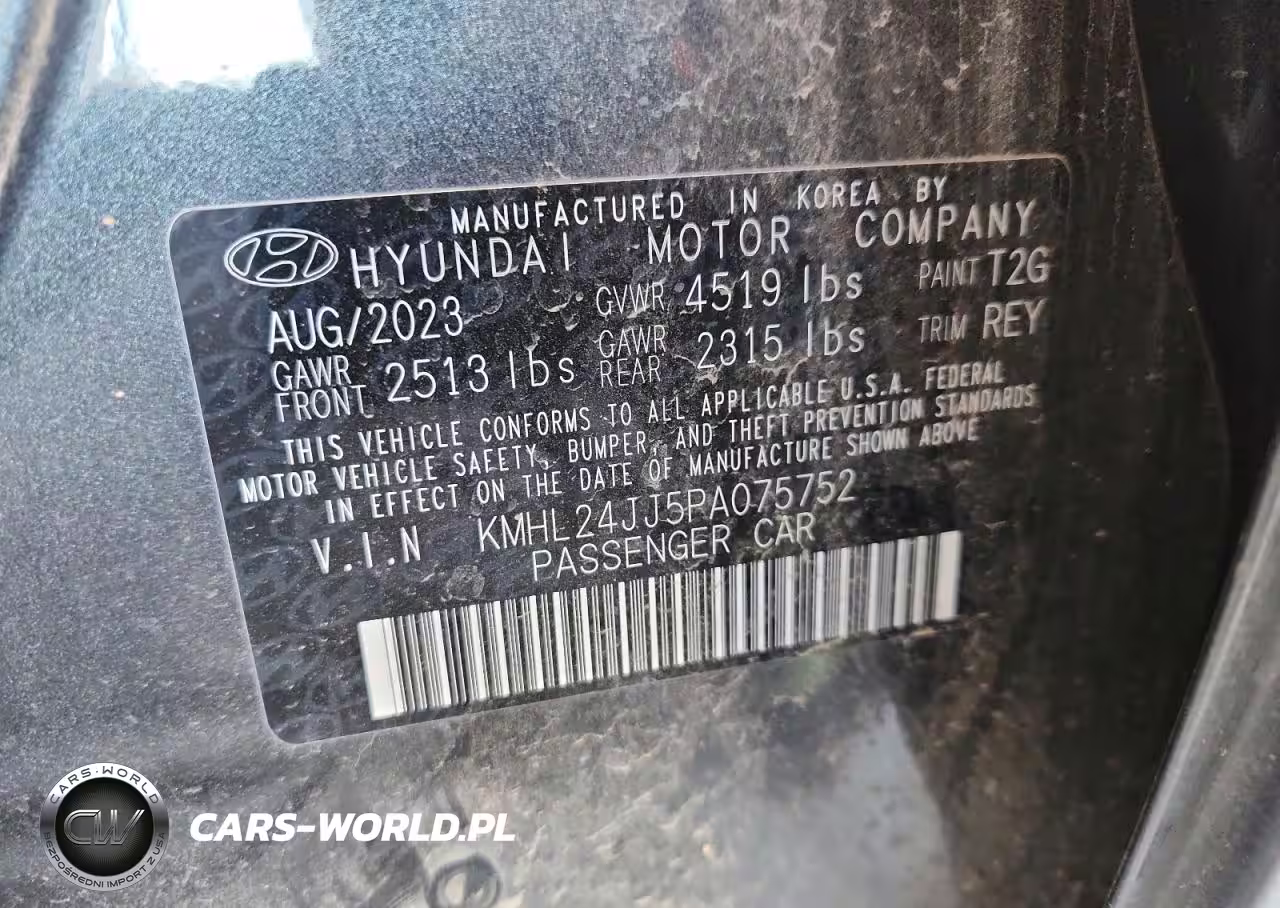 MANUFACTURED IN KOREA BY
HYUNDAI MOTOR COMPANY
AUG/2023 GVWR 4519 lbs PAINT T2G
GAWR FRONT 2513 lbs GAWR REAR 2315 lbs TRIM REY
THIS VEHICLE CONFORMS TO ALL APPLICABLE U.S.A. FEDERAL
MOTOR VEHICLE SAFETY, BUMPER, AND THEFT PREVENTION STANDARDS
IN EFFECT ON THE DATE OF MANUFACTURE SHOWN ABOVE
V.I.N KMHL24JJ5PA075752
PASSENGER CAR
CARS-WORLD
CW
BEZPOŚREDNI IMPORT Z USA
CARS-WORLD.PL